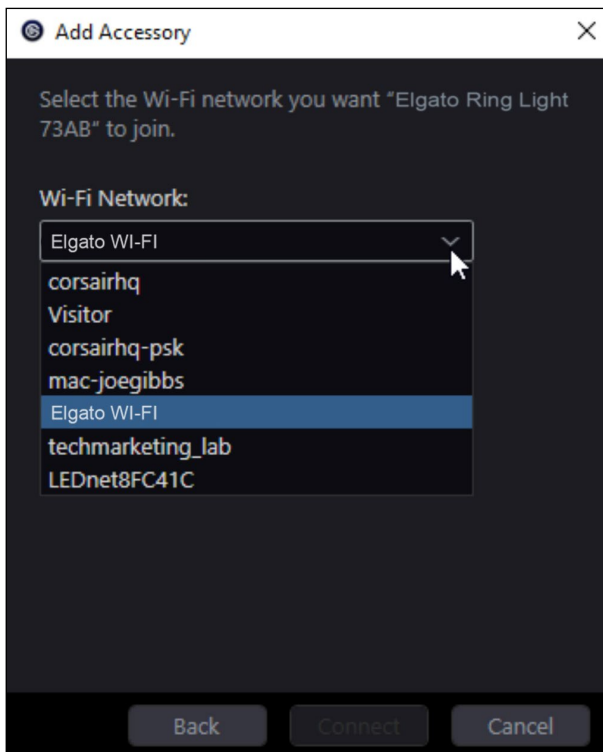 Add Accessory
Select the Wi-Fi network you want "Elgato Ring Light
73AB" to join.
Wi-Fi Network:
Elgato WI-FI
corsairhq
Visitor
corsairhq-psk
mac-joegibbs
Elgato WI-FI
techmarketing_lab
LEDnet8FC41C
Back
Connect
Cancel